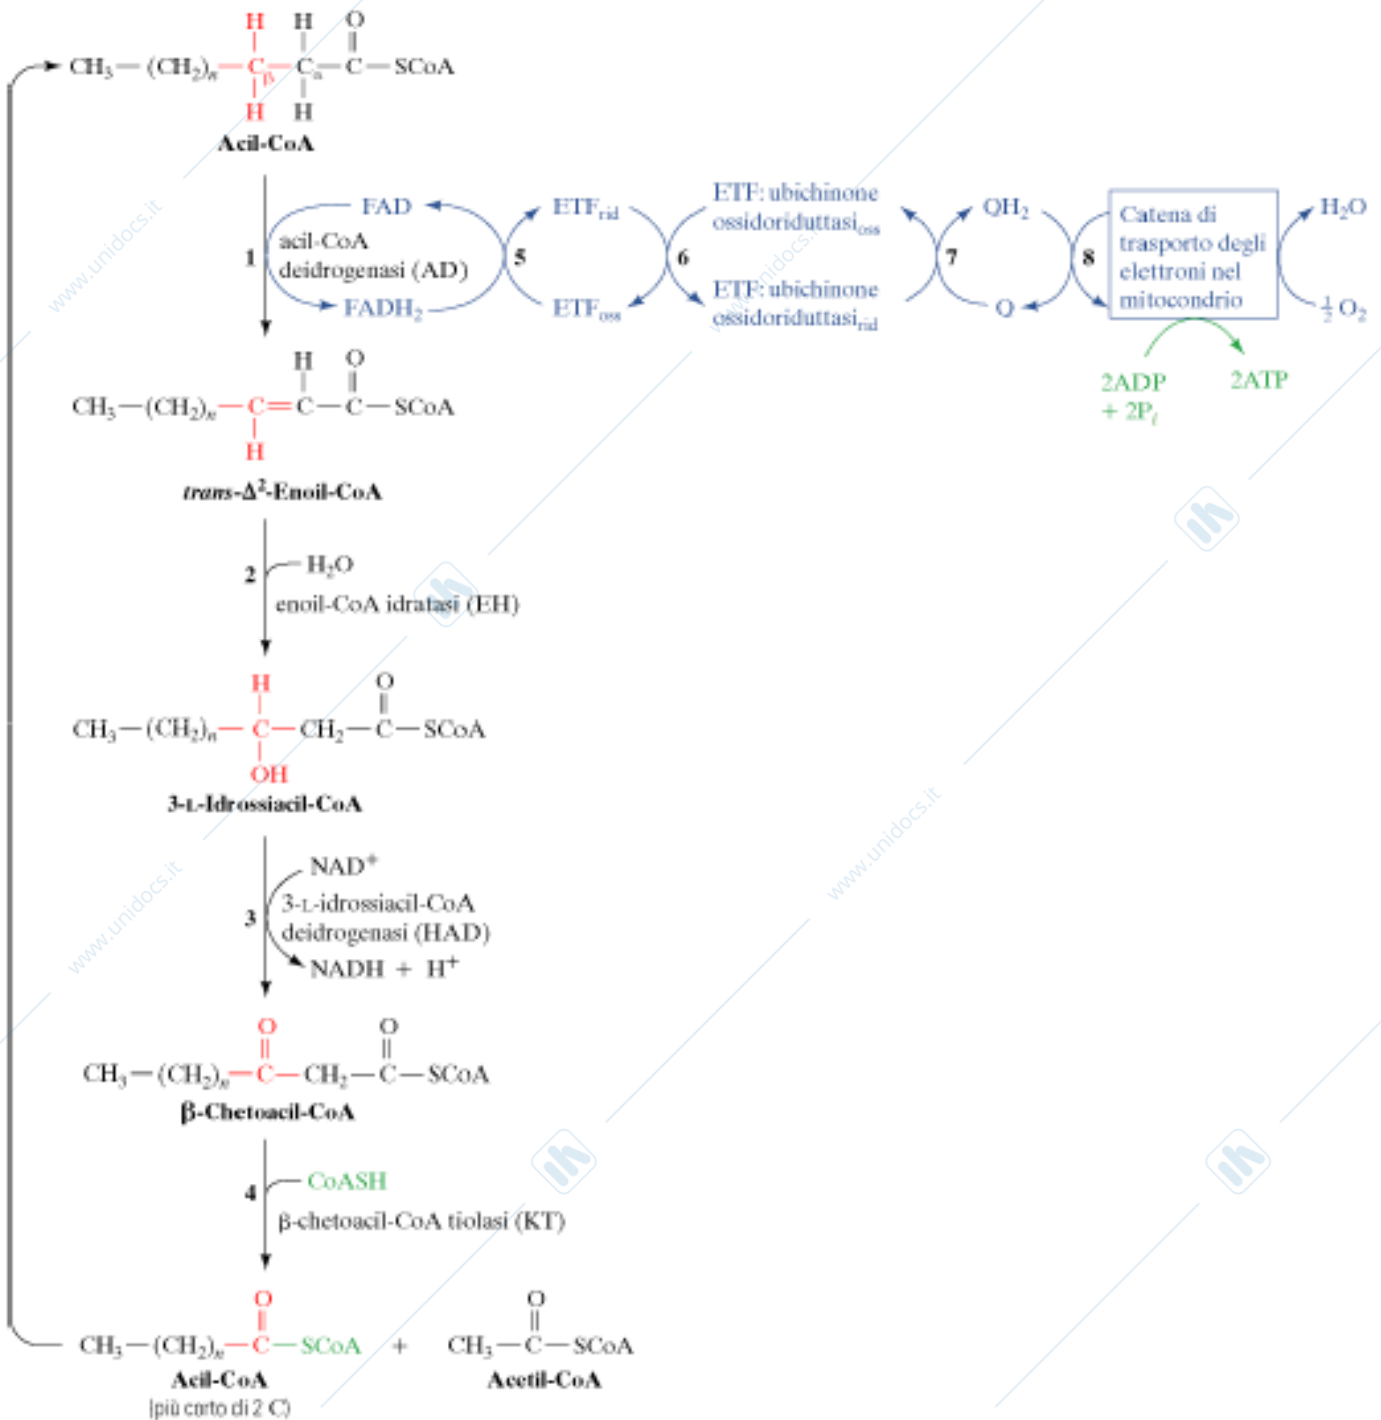 H H O
CH₃—(CH₂)ₙ—Cᵦ—Cα—C—SCoA
H H
Acil-CoA
1
FAD
acil-CoA
deidrogenasi (AD)
FADH₂
5
ETFrid
ETFoss
6
ETF: ubichinone
ossidoriduttasioss
ETF: ubichinone
ossidoriduttasirid
7
QH₂
Q
8
Catena di
trasporto degli
elettroni nel
mitocondrio
H₂O
½ O₂
2ADP
+ 2Pi
2ATP
H O
CH₃—(CH₂)ₙ—C=C—C—SCoA
H
trans-Δ²-Enoil-CoA
2
H₂O
enoil-CoA idratasi (EH)
H O
CH₃—(CH₂)ₙ—C—CH₂—C—SCoA
OH
3-L-Idrossiacil-CoA
NAD⁺
3
3-L-idrossiacil-CoA
deidrogenasi (HAD)
NADH + H⁺
O O
CH₃—(CH₂)ₙ—C—CH₂—C—SCoA
β-Chetoacil-CoA
4
CoASH
β-chetoacil-CoA tiolasi (KT)
O O
CH₃—(CH₂)ₙ—C—SCoA + CH₃—C—SCoA
Acil-CoA Acetil-CoA
(più corto di 2 C)
www.unidocs.it
www.unidocs.it
www.unidocs.it
www.unidocs.it